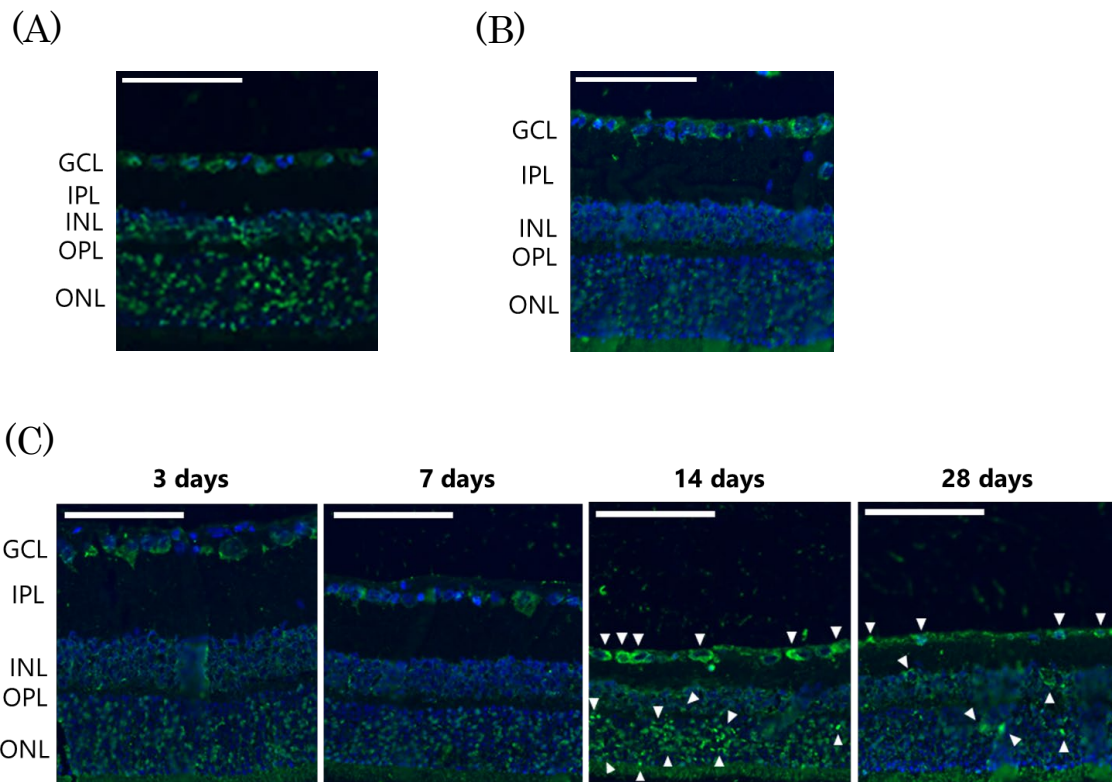 (A)
GCL
IPL
INL
OPL
ONL
(B)
GCL
IPL
INL
OPL
ONL
(C)
3 days
7 days
14 days
28 days
GCL
IPL
INL
OPL
ONL